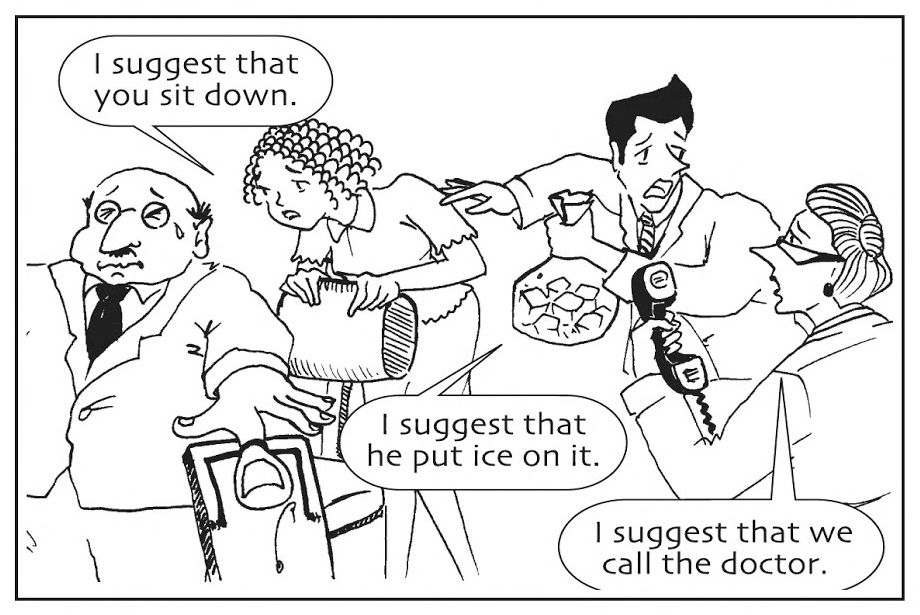 I suggest that
you sit down.
I suggest that
he put ice on it.
I suggest that we
call the doctor.